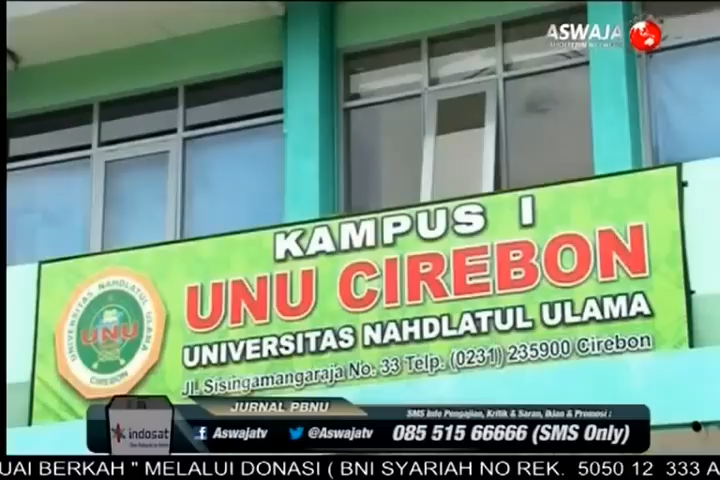 ASWAJA
KAMPUS I
UNU CIREBON
UNIVERSITAS NAHDLATUL ULAMA
Jl. Sisingamangaraja No. 33 Telp. (0231) 235900 Cirebon
UNIVERSITAS NAHDLATUL ULAMA
UNU
CIREBON
JURNAL PBNU
SMS Info Pengajian, Kritik & Saran, Iklan & Promosi :
indosat
Aswajatv
@Aswajatv
085 515 66666 (SMS Only)
UAI BERKAH " MELALUI DONASI ( BNI SYARIAH NO REK. 5050 12 333 A